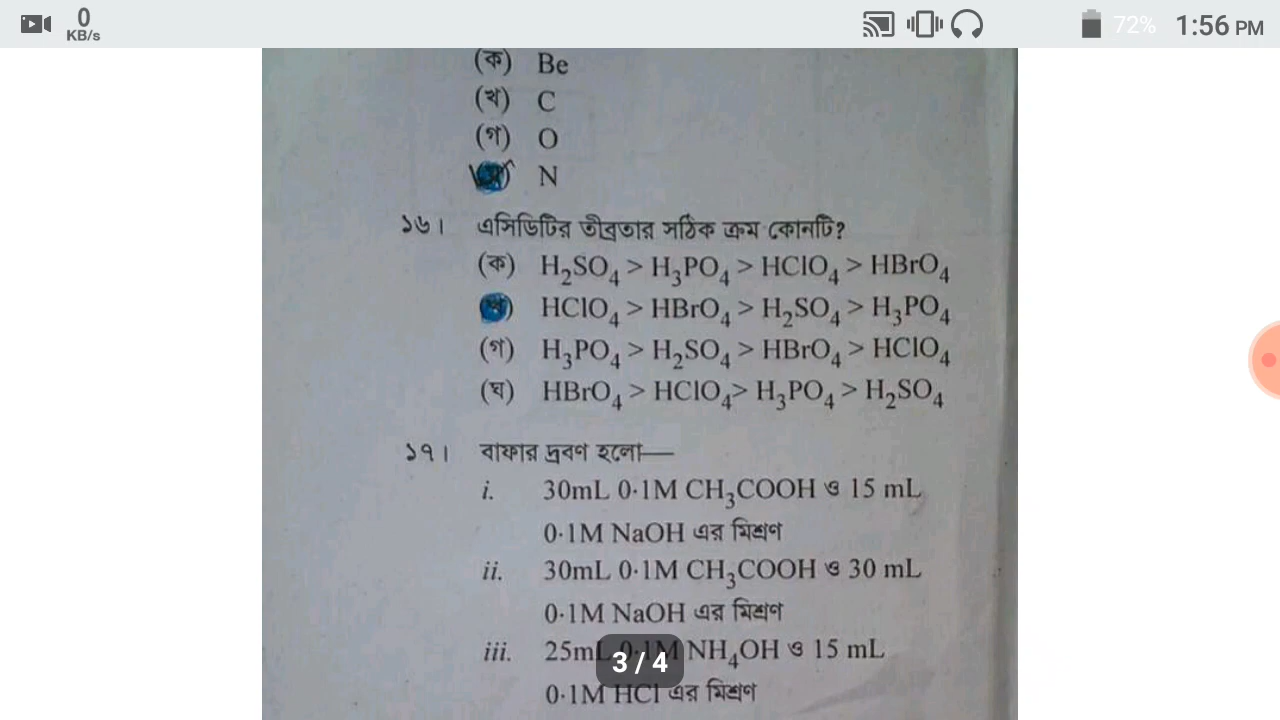 0
KB/s
72% 1:56 PM
(ক) Be
(খ) C
(গ) O
(ঘ) N
১৬। এসিডিটির তীব্রতার সঠিক ক্রম কোনটি?
(ক) H₂SO₄ > H₃PO₄ > HClO₄ > HBrO₄
(খ) HClO₄ > HBrO₄ > H₂SO₄ > H₃PO₄
(গ) H₃PO₄ > H₂SO₄ > HBrO₄ > HClO₄
(ঘ) HBrO₄ > HClO₄> H₃PO₄ > H₂SO₄
১৭। বাফার দ্রবণ হলো—
i. 30mL 0·1M CH₃COOH ও 15 mL
0·1M NaOH এর মিশ্রণ
ii. 30mL 0·1M CH₃COOH ও 30 mL
0·1M NaOH এর মিশ্রণ
iii. 25mL 0·1M NH₄OH ও 15 mL
3 / 4
0·1M HCl এর মিশ্রণ